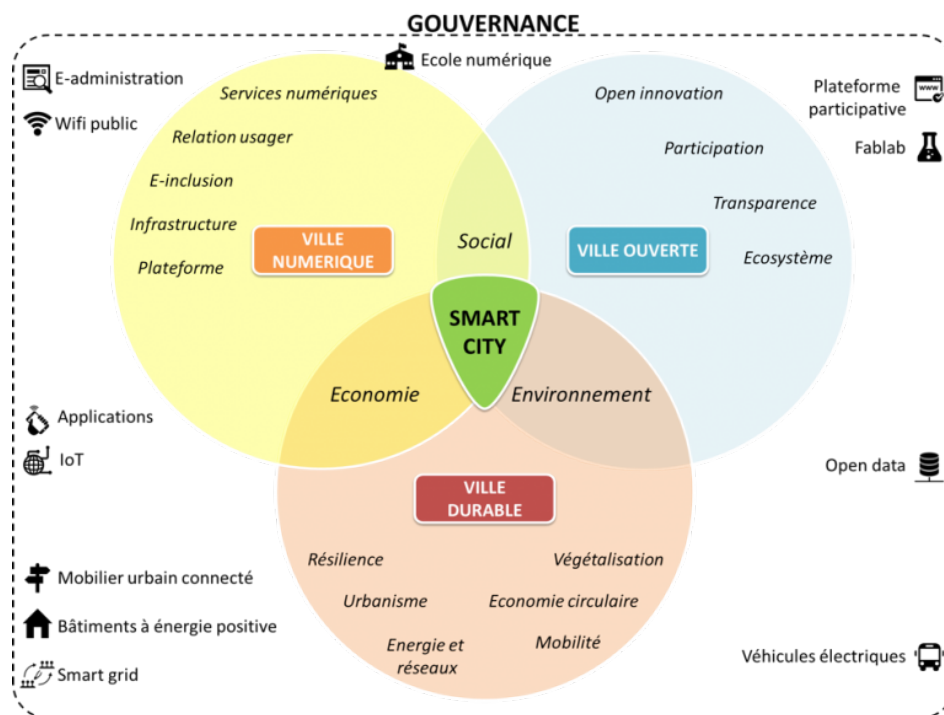 GOUVERNANCE
Ecole numérique
E-administration
Wifi public
Plateforme
participative
www
Fablab
Services numériques
Relation usager
E-inclusion
Infrastructure
Plateforme
VILLE
NUMERIQUE
Social
Open innovation
Participation
Transparence
Ecosystème
VILLE OUVERTE
SMART
CITY
Economie
Environnement
Applications
IoT
Open data
VILLE
DURABLE
Résilience
Végétalisation
Urbanisme
Economie circulaire
Energie et
réseaux
Mobilité
Mobilier urbain connecté
Bâtiments à énergie positive
Smart grid
Véhicules électriques